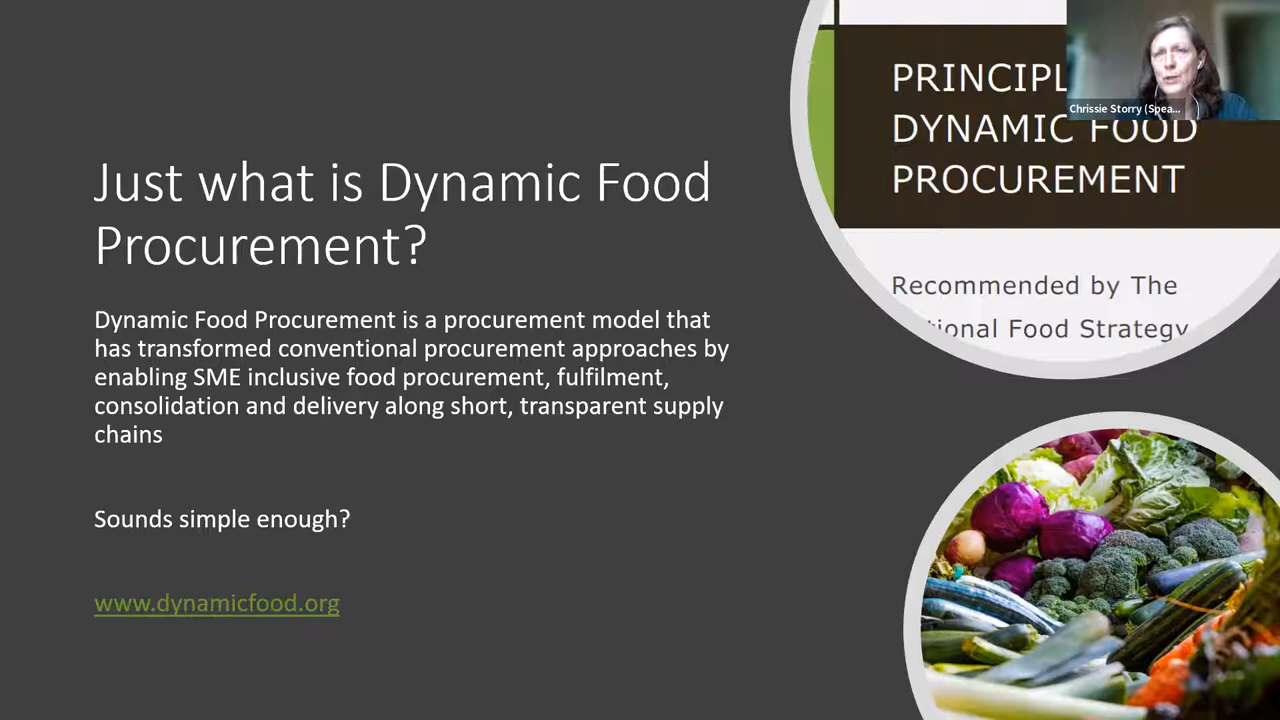 Just what is Dynamic Food
Procurement?
Dynamic Food Procurement is a procurement model that
has transformed conventional procurement approaches by
enabling SME inclusive food procurement, fulfilment,
consolidation and delivery along short, transparent supply
chains
Sounds simple enough?
www.dynamicfood.org
PRINCIPL
DYNAMIC FOOD
PROCUREMENT
Recommended by The
tional Food Strategy
Chrissie Storry (Spea...